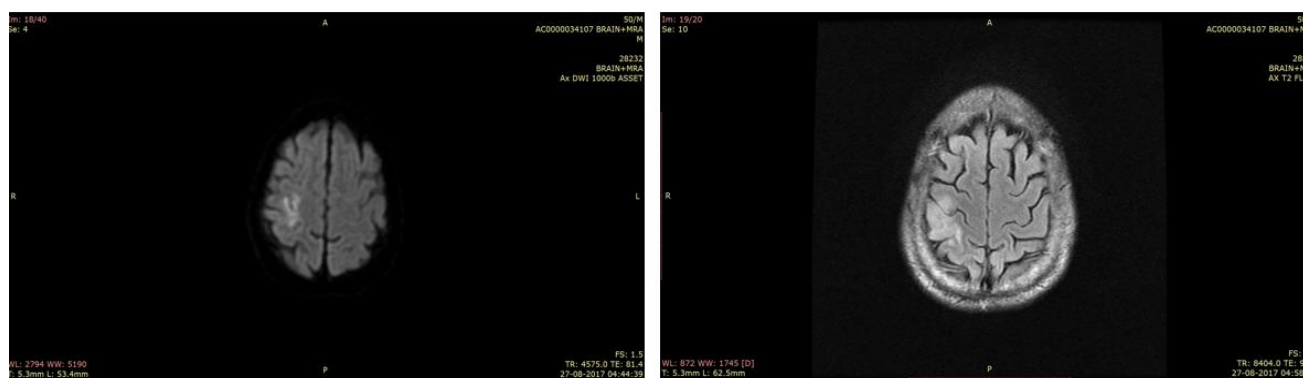 Im: 18/40
Se: 4
A
50/M
AC0000034107 BRAIN+MRA
M
28232
BRAIN+MRA
Ax DWI 1000b ASSET
R
L
WL: 2794 WW: 5190
T: 5.3mm L: 53.4mm
P
FS: 1.5
TR: 4575.0 TE: 81.4
27-08-2017 04:44:39
Im: 19/20
Se: 10
A
AC0000034107 BRAIN+M
28
BRAIN+M
AX T2 FL
R
WL: 872 WW: 1745 [D]
T: 5.3mm L: 62.5mm
P
FS:
TR: 8404.0 TE: 9
27-08-2017 04:58